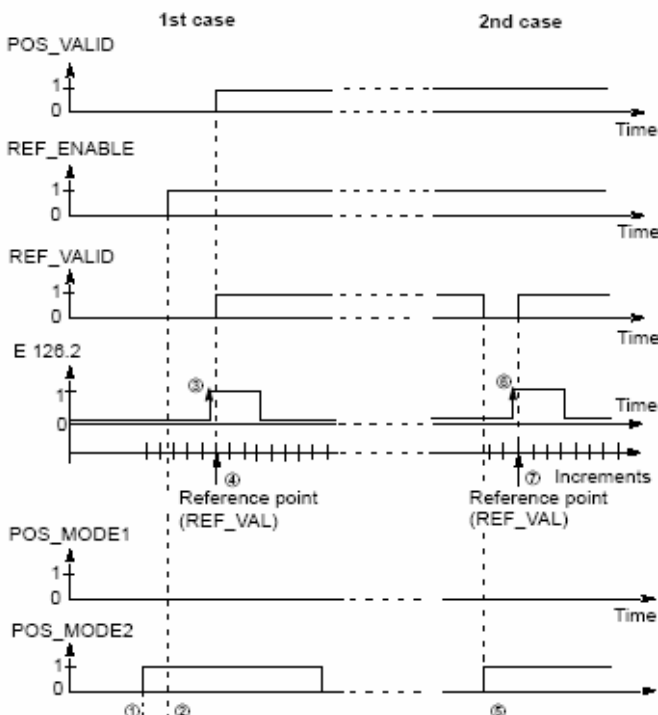 1st case
2nd case
POS_VALID
1
0
Time
REF_ENABLE
1
0
Time
REF_VALID
1
0
Time
E 126.2
③
⑥
1
0
Time
④
⑦
Increments
Reference point
(REF_VAL)
Reference point
(REF_VAL)
POS_MODE1
1
0
Time
POS_MODE2
1
0
①
②
⑤